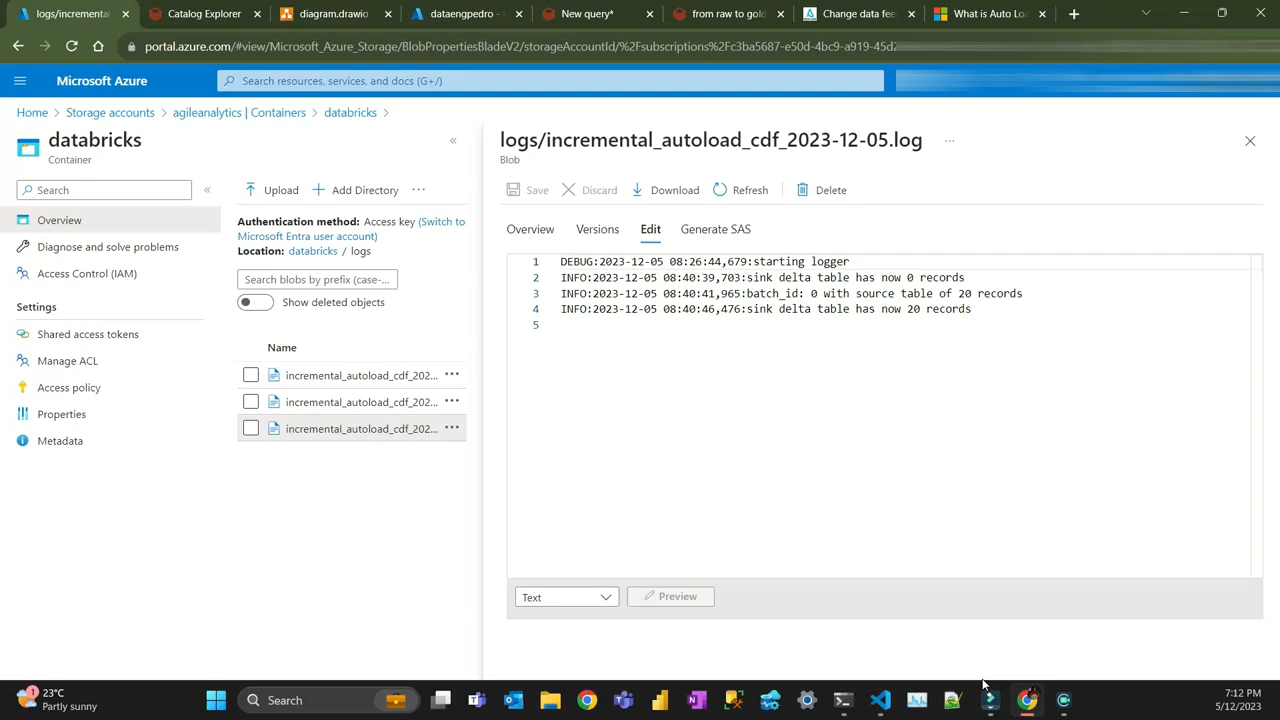 logs/incremental_autoload_cdf_
Catalog Explorer
diagram.drawio
dataengpedro -
New query*
from raw to gold
Change data fee
What is Auto Loa
portal.azure.com/#view/Microsoft_Azure_Storage/BlobPropertiesBladeV2/storageAccountId/%2Fsubscriptions%2Fc3ba5687-e50d-4bc9-a919-45d2
Microsoft Azure
Search resources, services, and docs (G+/)
Home > Storage accounts > agileanalytics | Containers > databricks >
databricks
Container
Search
Overview
Diagnose and solve problems
Access Control (IAM)
Settings
Shared access tokens
Manage ACL
Access policy
Properties
Metadata
Upload
Add Directory
Authentication method: Access key (Switch to
Microsoft Entra user account)
Location: databricks / logs
Search blobs by prefix (case-...
Show deleted objects
Name
incremental_autoload_cdf_202...
incremental_autoload_cdf_202...
incremental_autoload_cdf_202...
logs/incremental_autoload_cdf_2023-12-05.log
Blob
Save
Discard
Download
Refresh
Delete
Overview
Versions
Edit
Generate SAS
1 DEBUG:2023-12-05 08:26:44,679:starting logger
2 INFO:2023-12-05 08:40:39,703:sink delta table has now 0 records
3 INFO:2023-12-05 08:40:41,965:batch_id: 0 with source table of 20 records
4 INFO:2023-12-05 08:40:46,476:sink delta table has now 20 records
5
Text
Preview
1
23°C
Partly sunny
Search
7:12 PM
5/12/2023